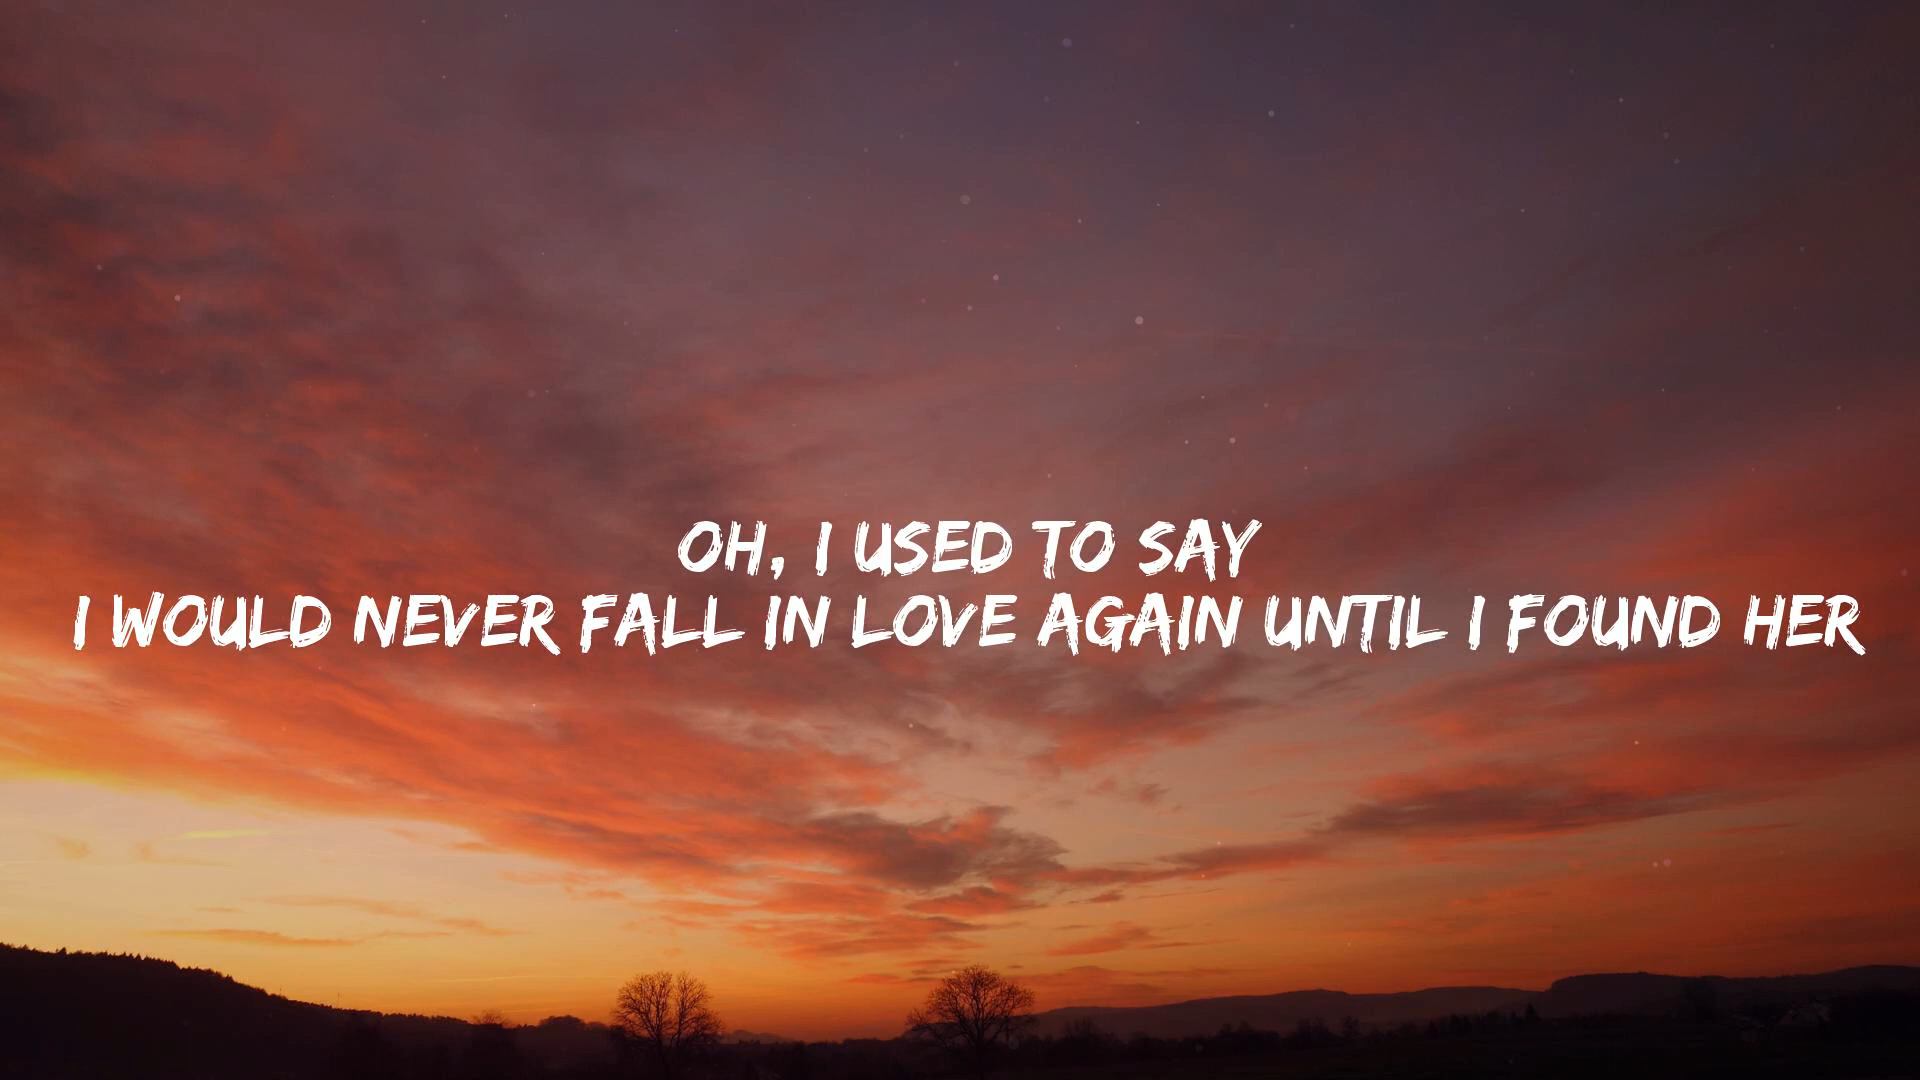 OH, I USED TO SAY
I WOULD NEVER FALL IN LOVE AGAIN UNTIL I FOUND HER